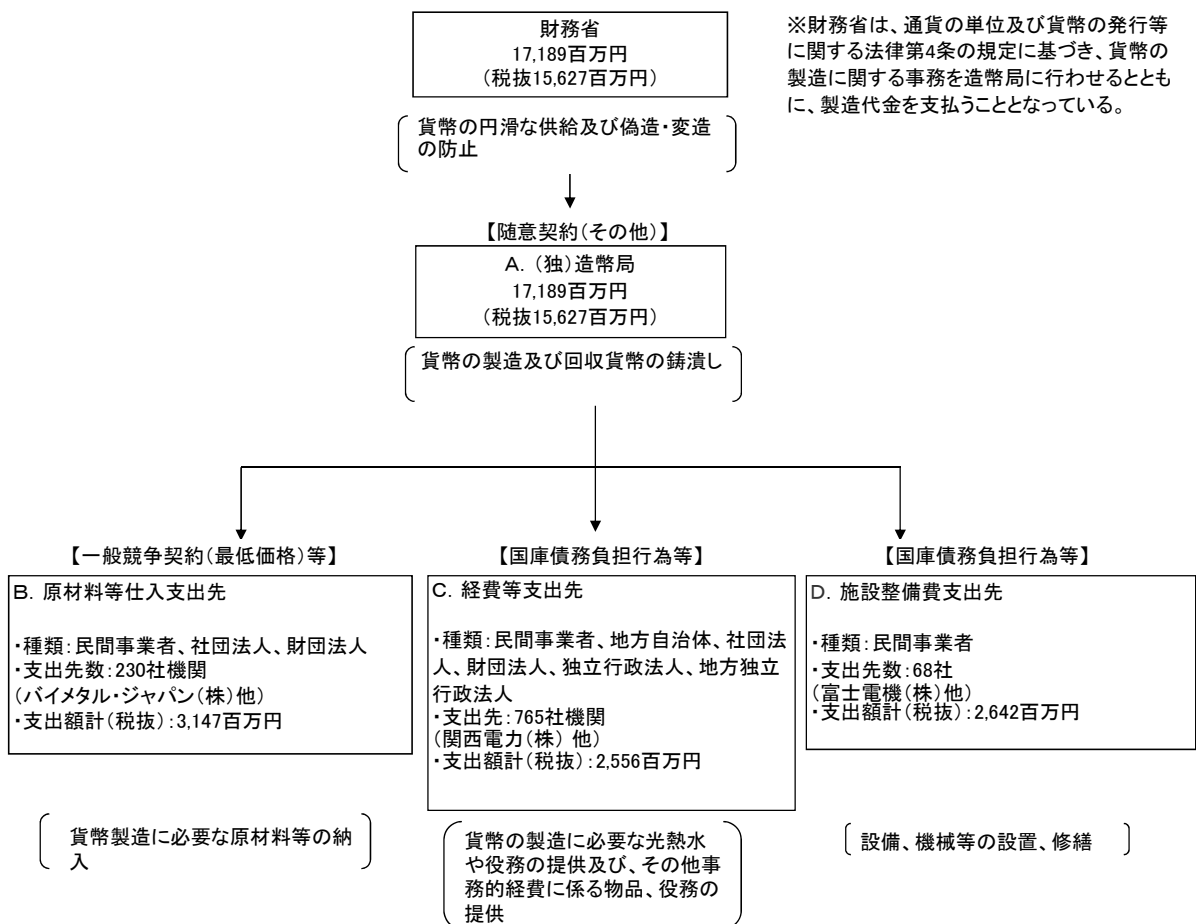 財務省
17,189百万円
(税抜15,627百万円)
※財務省は、通貨の単位及び貨幣の発行等
に関する法律第4条の規定に基づき、貨幣の
製造に関する事務を造幣局に行わせるととも
に、製造代金を支払うこととなっている。
貨幣の円滑な供給及び偽造・変造
の防止
【随意契約(その他)】
A. (独)造幣局
17,189百万円
(税抜15,627百万円)
貨幣の製造及び回収貨幣の鋳潰し
【一般競争契約(最低価格)等】
B. 原材料等仕入支出先
・種類:民間事業者、社団法人、財団法人
・支出先数:230社機関
(バイメタル・ジャパン(株)他)
・支出額計(税抜):3,147百万円
貨幣製造に必要な原材料等の納
入
【国庫債務負担行為等】
C. 経費等支出先
・種類:民間事業者、地方自治体、社団法
人、財団法人、独立行政法人、地方独立
行政法人
・支出先:765社機関
(関西電力(株) 他)
・支出額計(税抜):2,556百万円
貨幣の製造に必要な光熱水
や役務の提供及び、その他事
務的経費に係る物品、役務の
提供
【国庫債務負担行為等】
D. 施設整備費支出先
・種類:民間事業者
・支出先数:68社
(富士電機(株)他)
・支出額計(税抜):2,642百万円
設備、機械等の設置、修繕